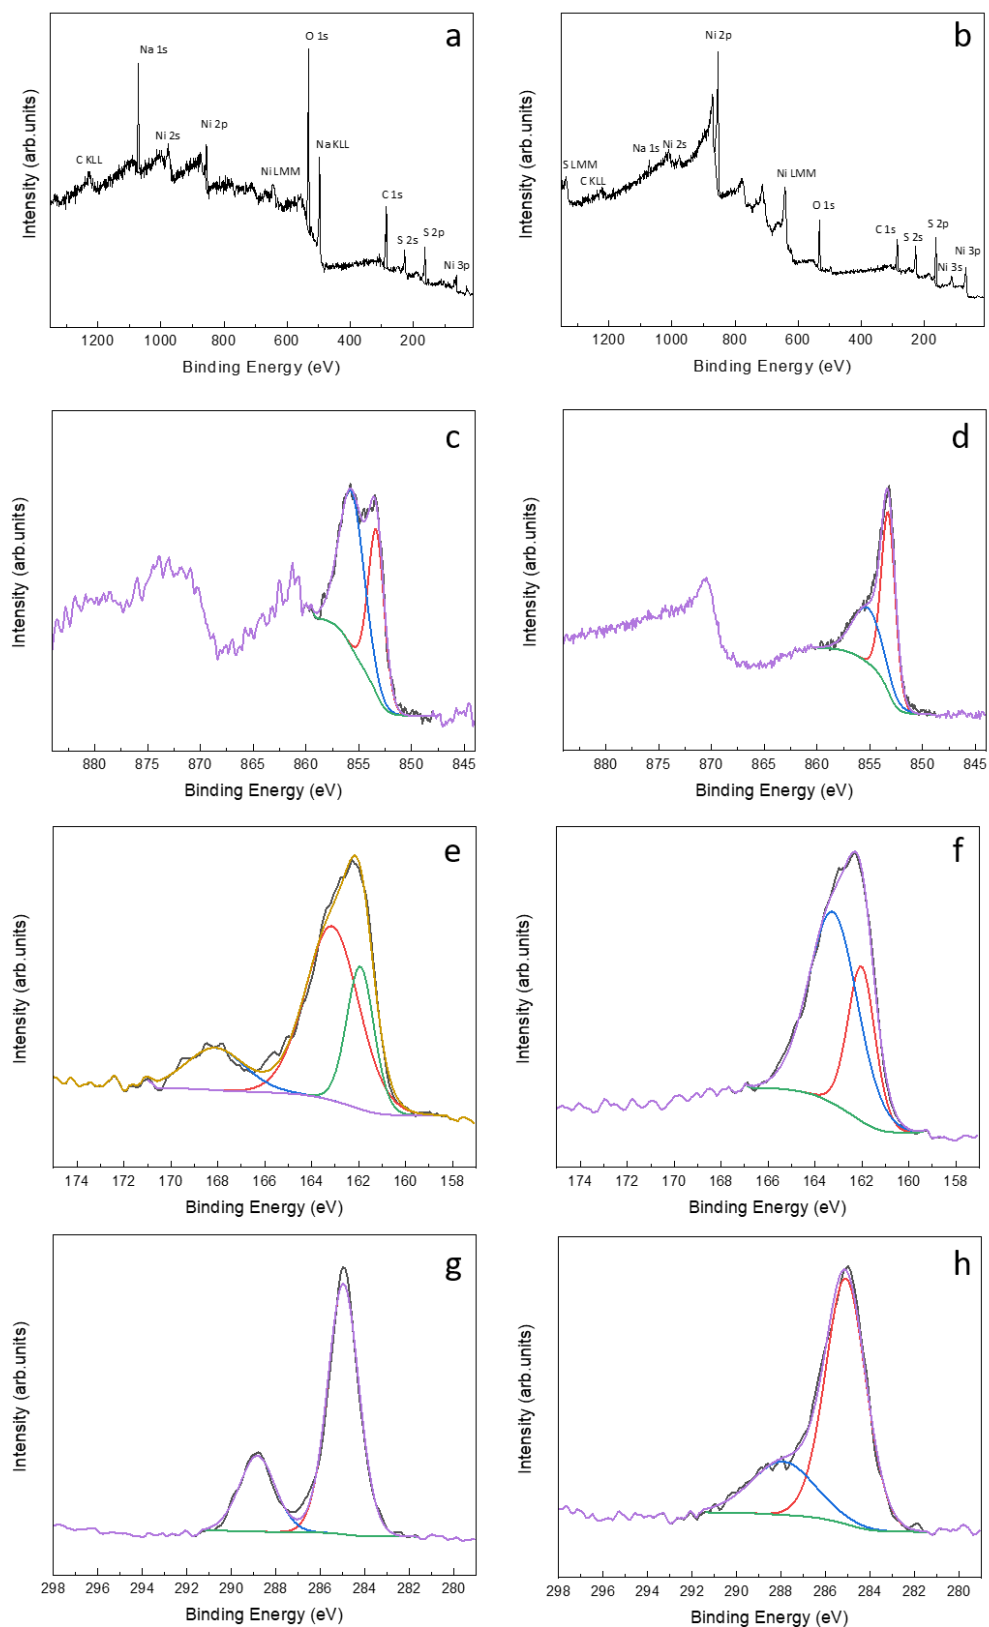 a
Na 1s
O 1s
Ni 2s
Ni 2p
Na KLL
C KLL
Ni LMM
C 1s
S 2s
S 2p
Ni 3p
Intensity (arb.units)
1200 1000 800 600 400 200
Binding Energy (eV)
b
Ni 2p
Na 1s
Ni 2s
S LMM
C KLL
Ni LMM
O 1s
C 1s
S 2s
S 2p
Ni 3s
Ni 3p
Intensity (arb.units)
1200 1000 800 600 400 200
Binding Energy (eV)
c
Intensity (arb.units)
880 875 870 865 860 855 850 845
Binding Energy (eV)
d
Intensity (arb.units)
880 875 870 865 860 855 850 845
Binding Energy (eV)
e
Intensity (arb.units)
174 172 170 168 166 164 162 160 158
Binding Energy (eV)
f
Intensity (arb.units)
174 172 170 168 166 164 162 160 158
Binding Energy (eV)
g
Intensity (arb.units)
298 296 294 292 290 288 286 284 282 280
Binding Energy (eV)
h
Intensity (arb.units)
298 296 294 292 290 288 286 284 282 280
Binding Energy (eV)